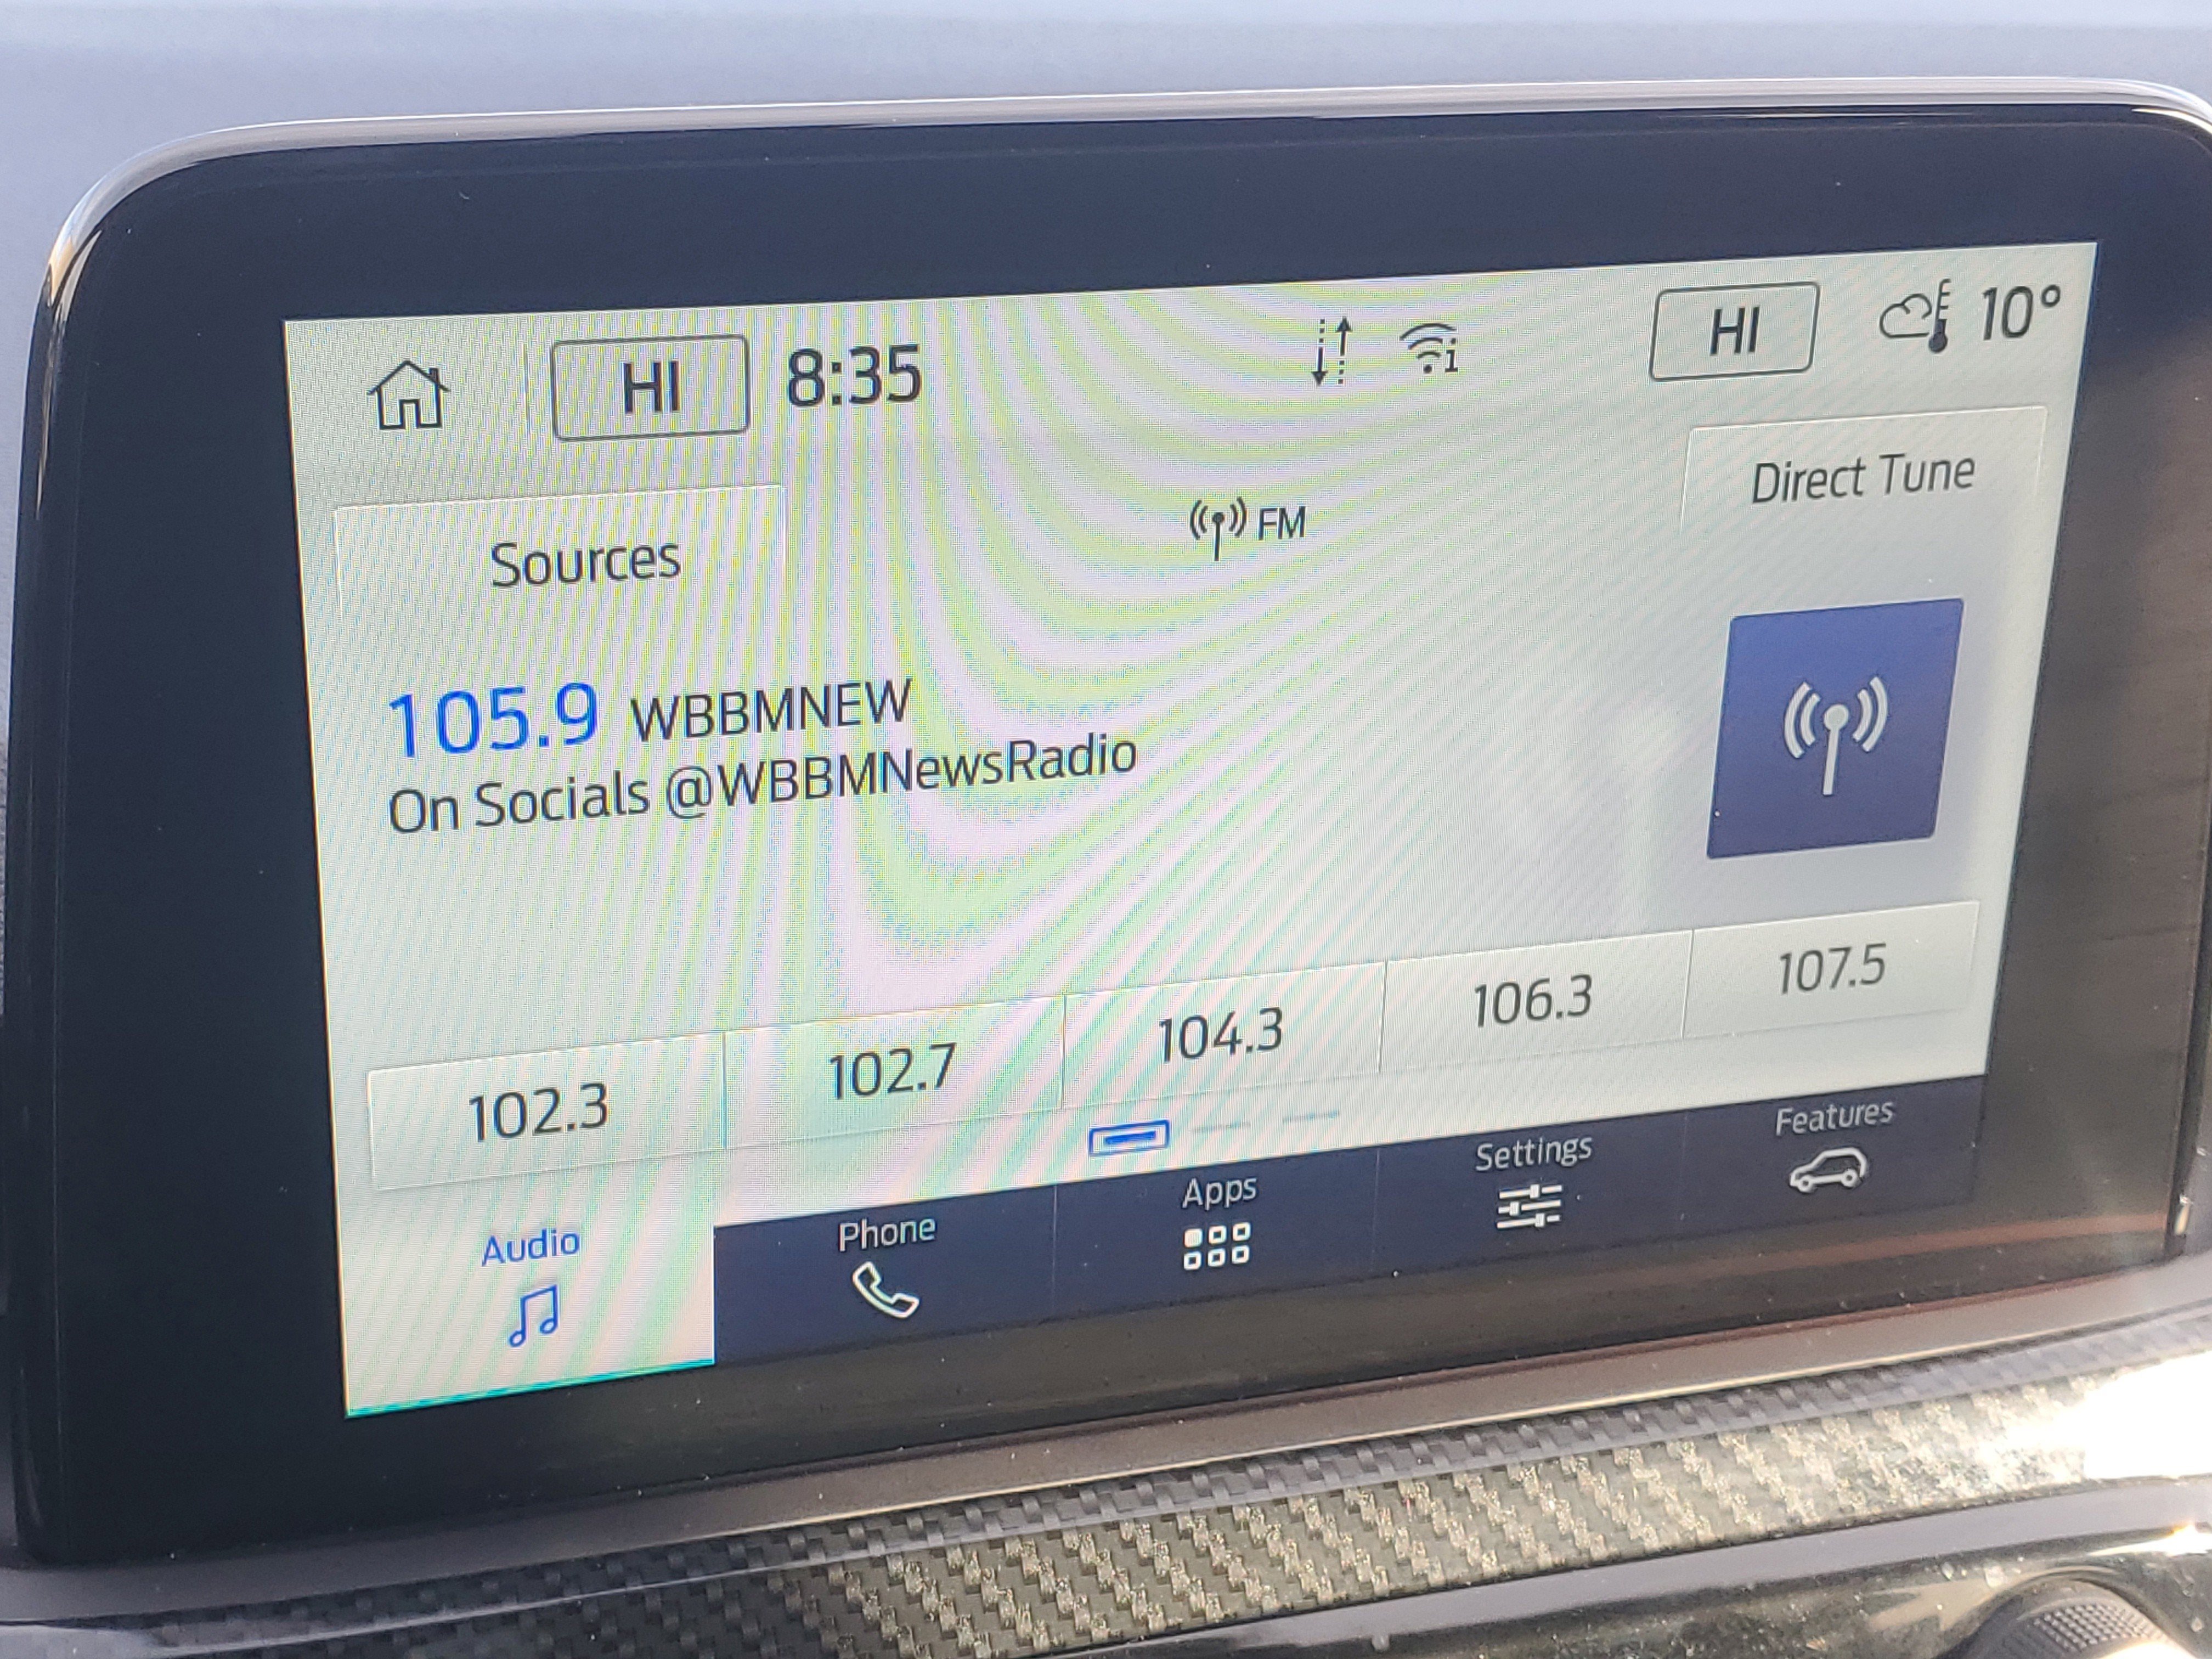 HI 8:35 HI 10°
Sources FM Direct Tune
105.9 WBBMNEW
On Socials @WBBMNewsRadio
102.3 102.7 104.3 106.3 107.5
Audio Phone Apps Settings Features